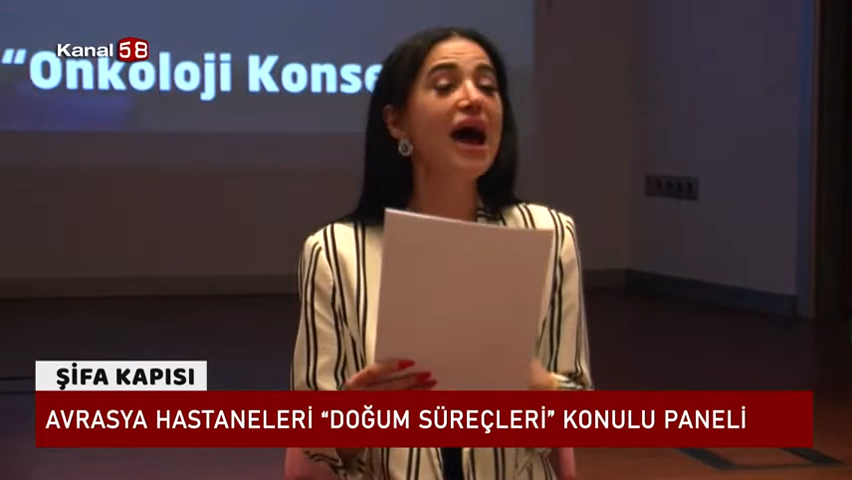 Kanal 58
“Onkoloji Konse
ŞİFA KAPISI
AVRASYA HASTANELERİ “DOĞUM SÜREÇLERİ” KONULU PANELİ